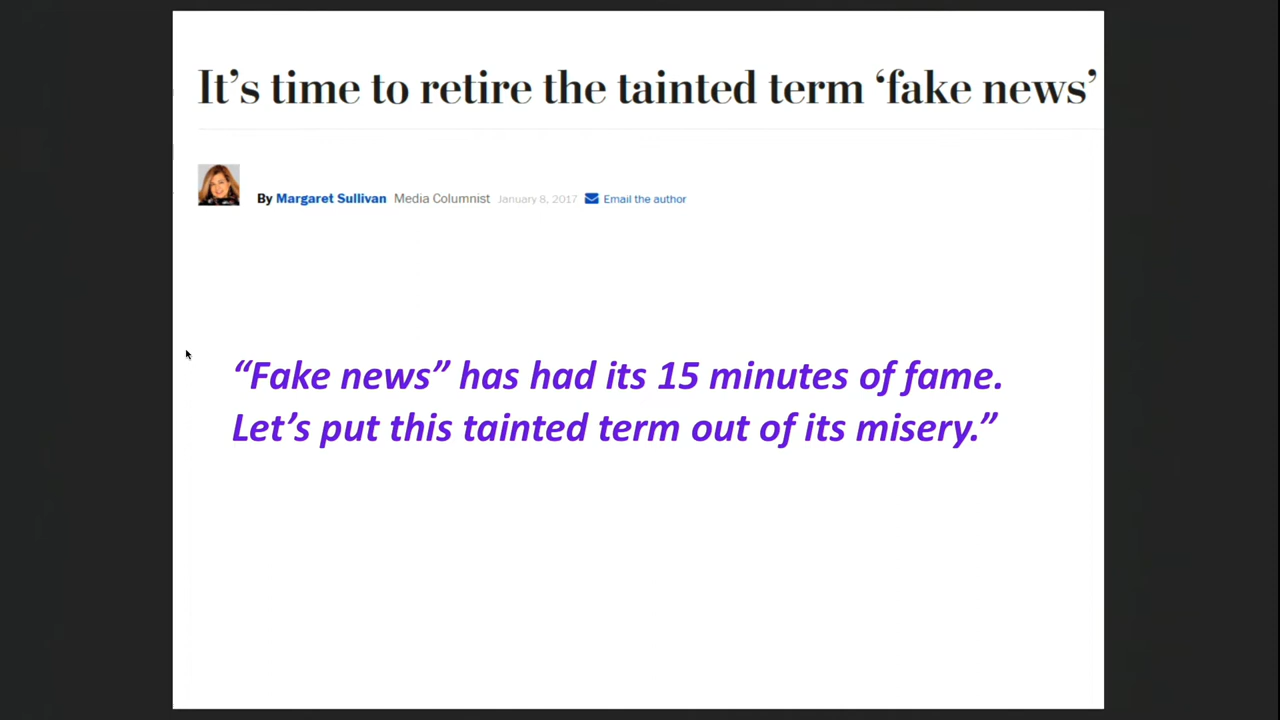 It’s time to retire the tainted term ‘fake news’
By Margaret Sullivan Media Columnist January 8, 2017 Email the author
“Fake news” has had its 15 minutes of fame.
Let’s put this tainted term out of its misery.”